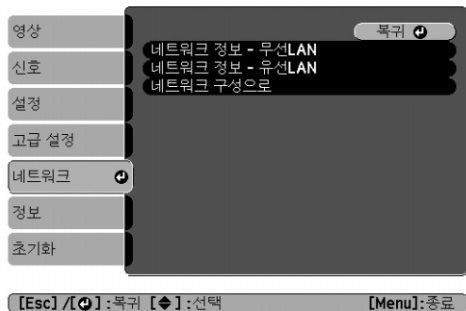 영상
신호
설정
고급 설정
네트워크
정보
초기화
복귀
네트워크 정보 - 무선LAN
네트워크 정보 - 유선LAN
네트워크 구성으로
[Esc] /[⏎] :복귀 [◆] :선택 [Menu]:종료